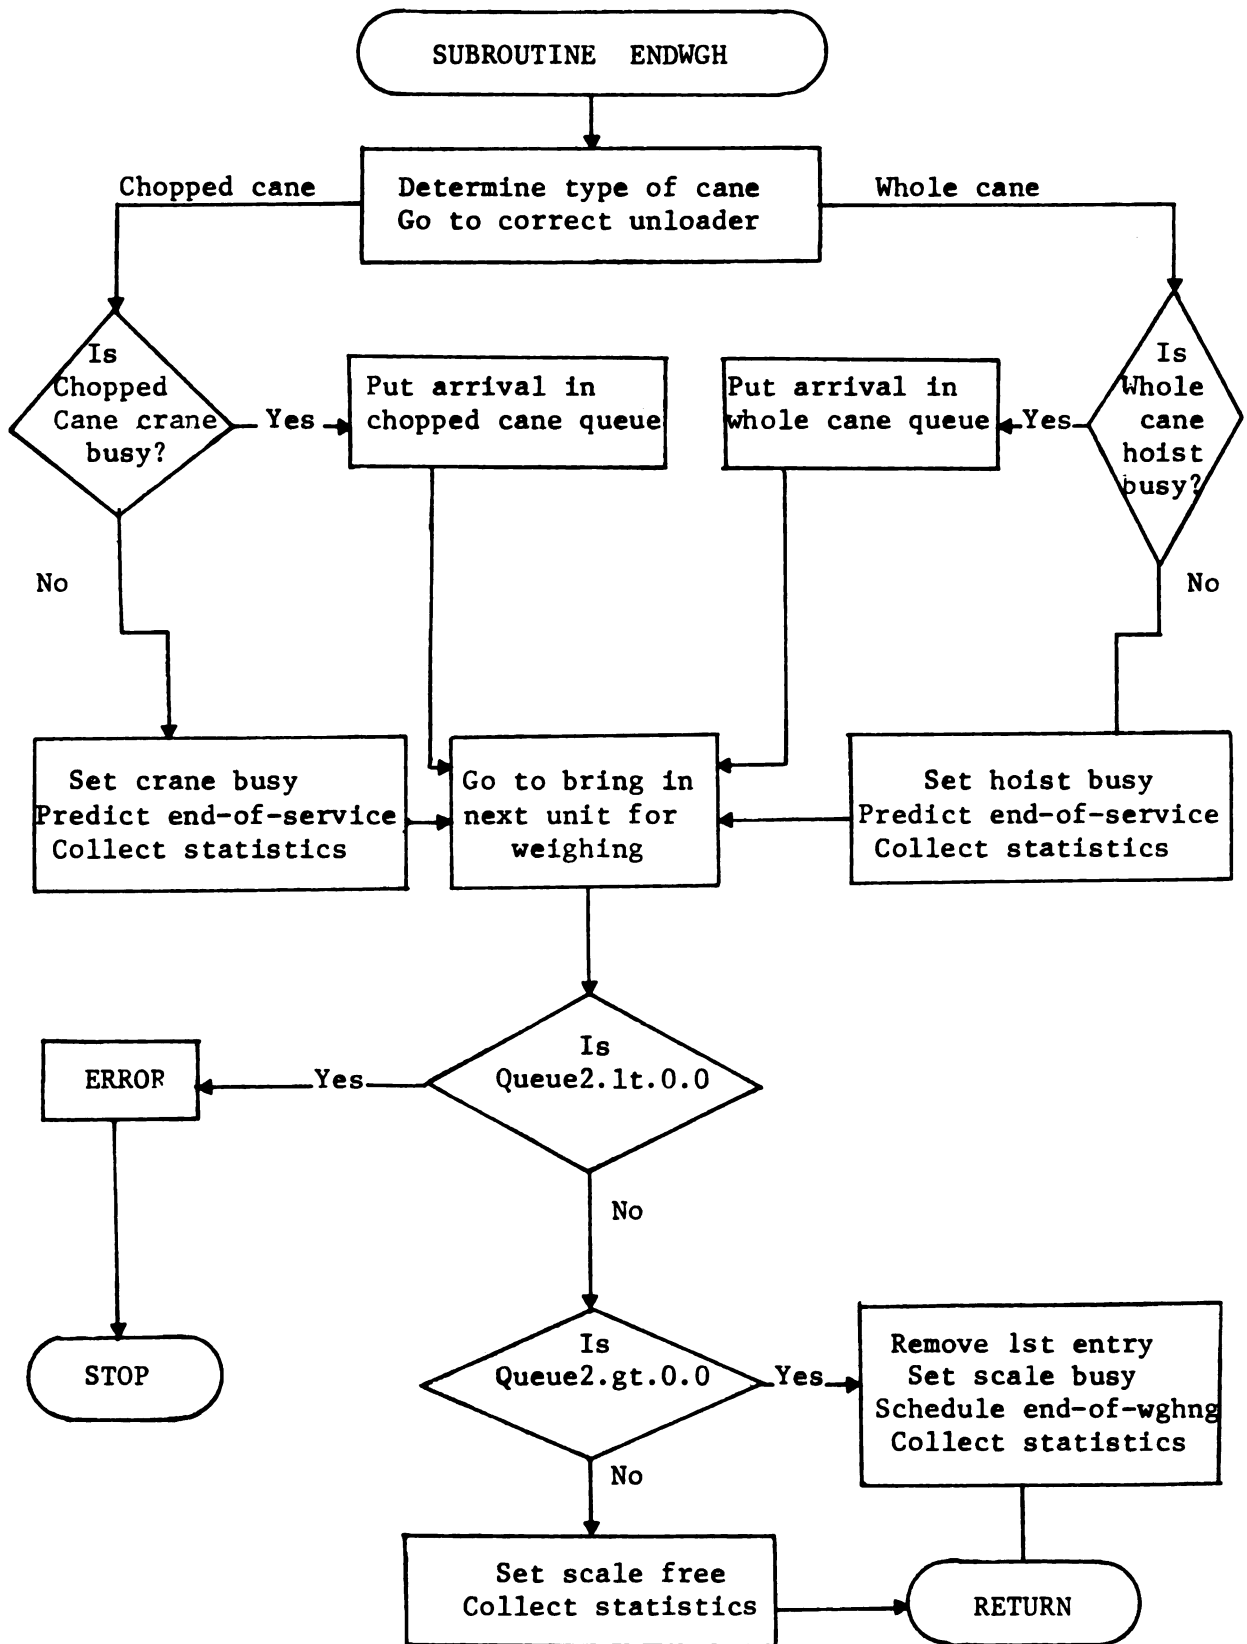 SUBROUTINE ENDWGH
Determine type of cane
Go to correct unloader
Chopped cane
Whole cane
Is
Chopped
Cane crane
busy?
Yes
Put arrival in
chopped cane queue
Put arrival in
whole cane queue
Yes
Is
Whole
cane
hoist
busy?
No
No
Set crane busy
Predict end-of-service
Collect statistics
Go to bring in
next unit for
weighing
Set hoist busy
Predict end-of-service
Collect statistics
Is
Queue2.lt.0.0
Yes
ERROR
No
STOP
Is
Queue2.gt.0.0
Yes
Remove 1st entry
Set scale busy
Schedule end-of-wghng
Collect statistics
No
Set scale free
Collect statistics
RETURN